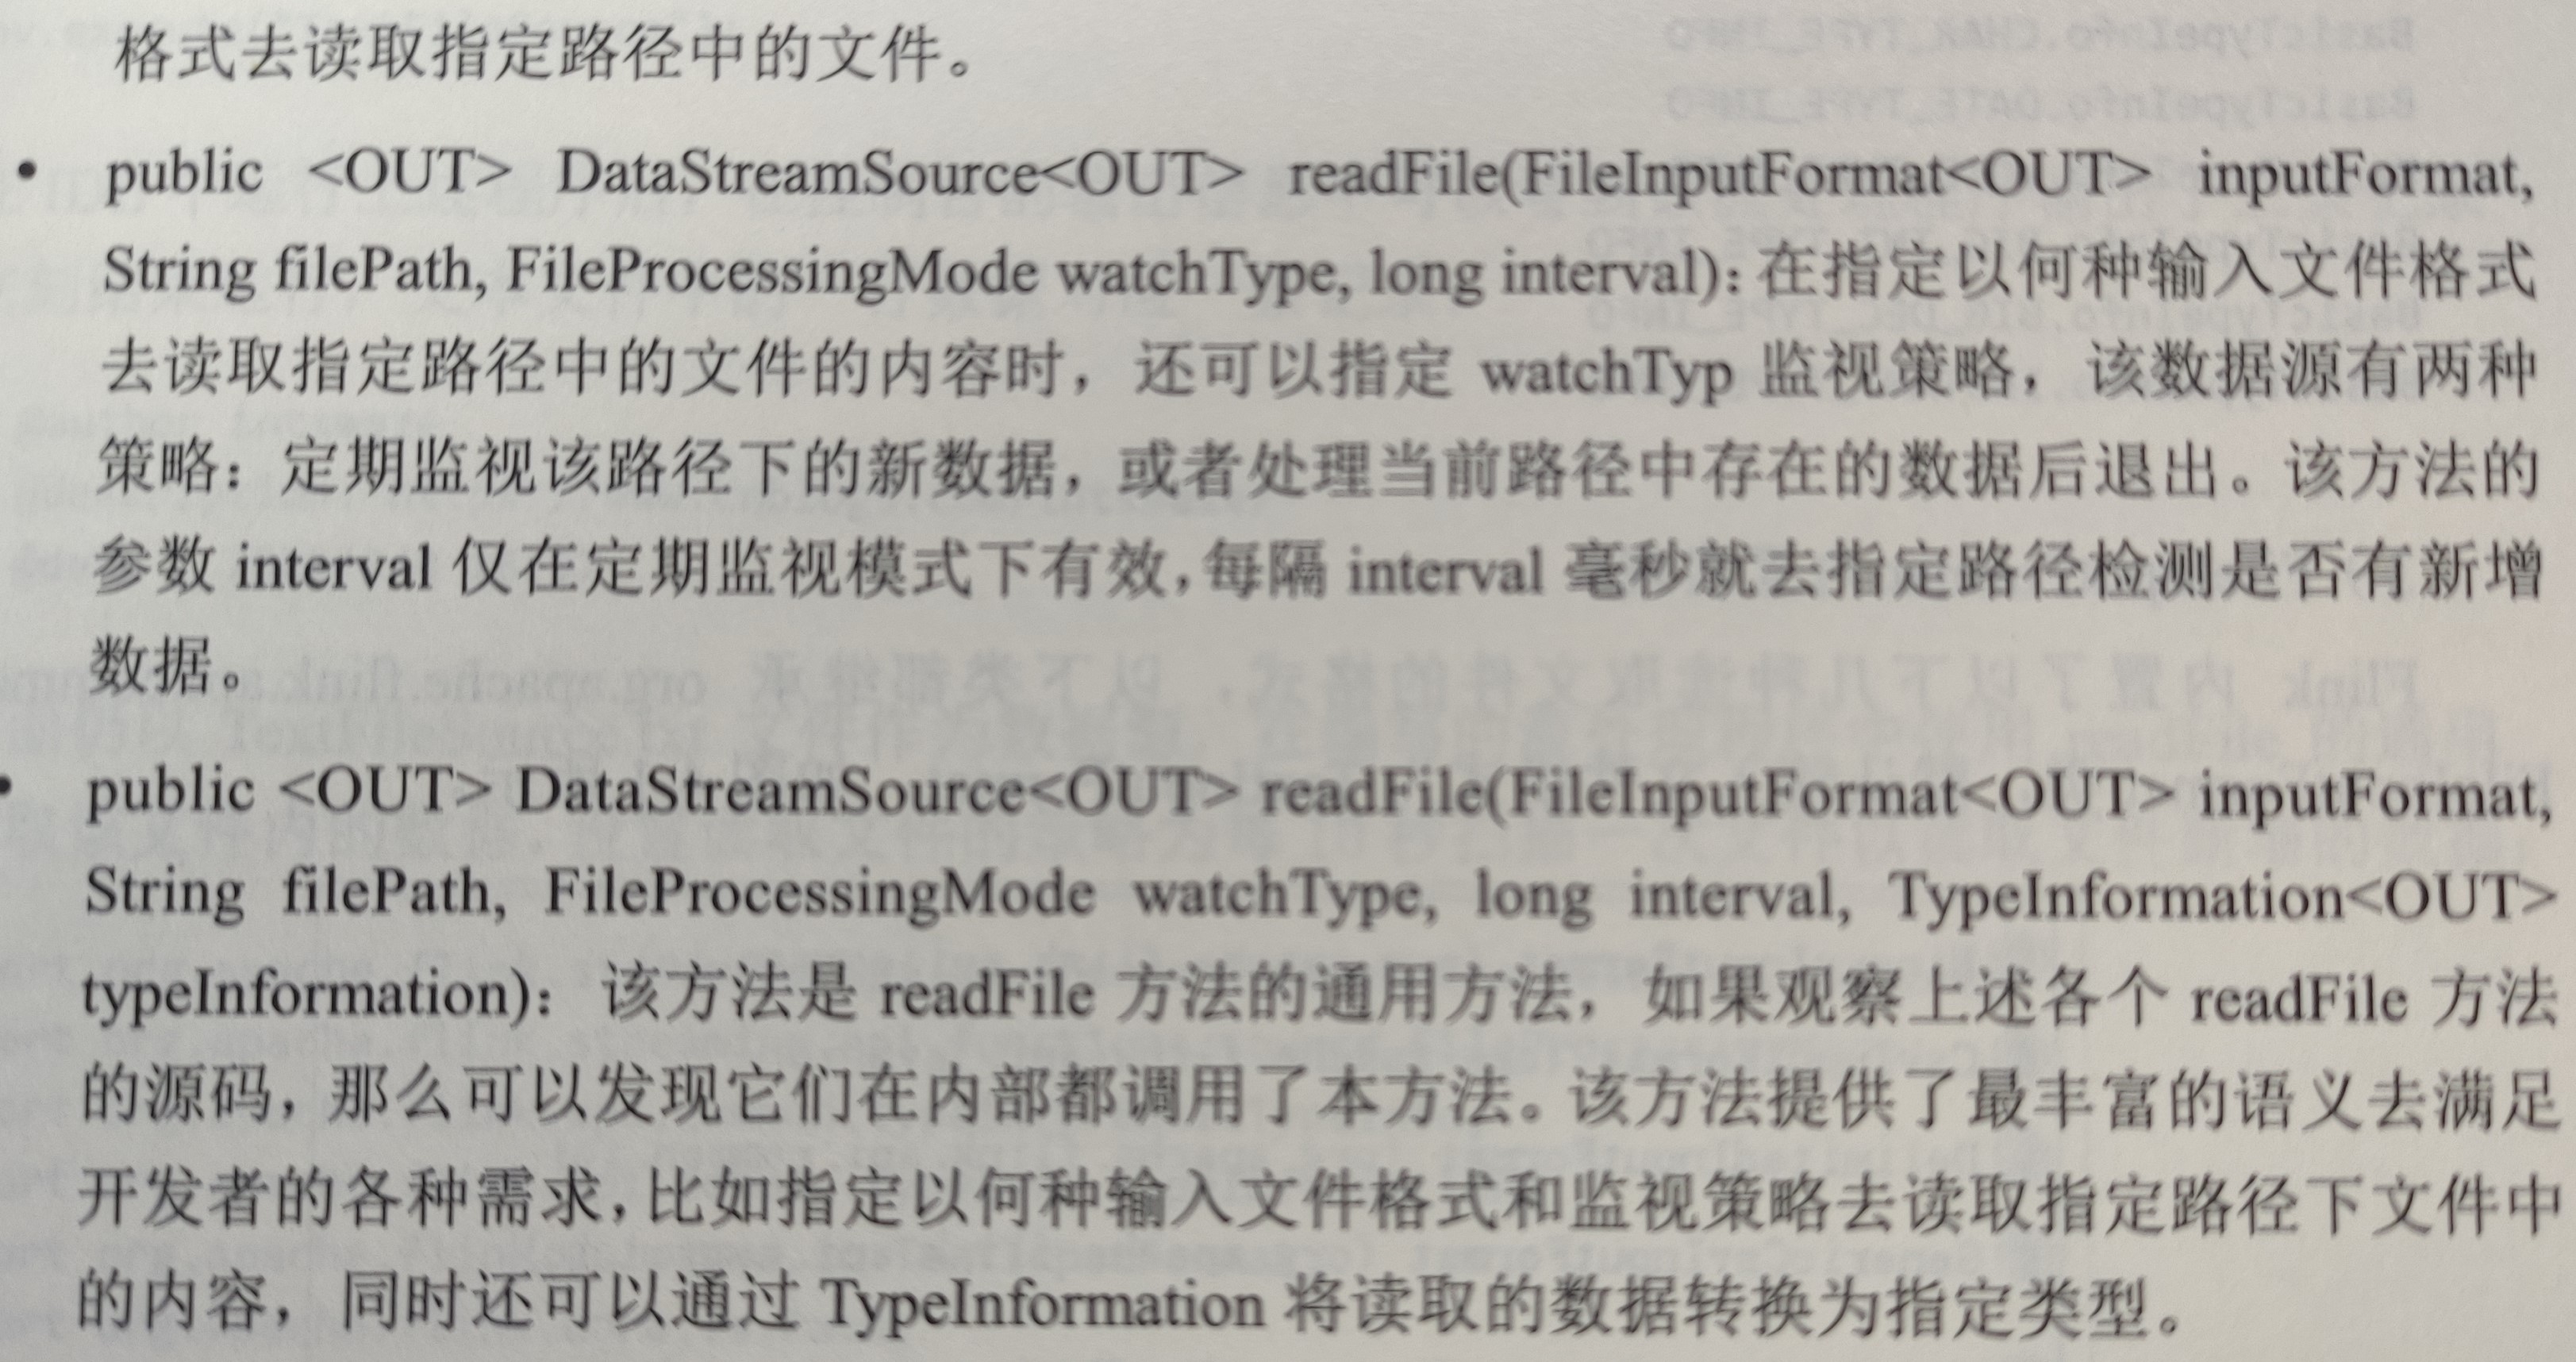 格式去读取指定路径中的文件。
• public <OUT> DataStreamSource<OUT> readFile(FileInputFormat<OUT> inputFormat,
String filePath, FileProcessingMode watchType, long interval)：在指定以何种输入文件格式
去读取指定路径中的文件的内容时，还可以指定 watchTyp 监视策略，该数据源有两种
策略：定期监视该路径下的新数据，或者处理当前路径中存在的数据后退出。该方法的
参数 interval 仅在定期监视模式下有效，每隔 interval 毫秒就去指定路径检测是否有新增
数据。
• public <OUT> DataStreamSource<OUT> readFile(FileInputFormat<OUT> inputFormat,
String filePath, FileProcessingMode watchType, long interval, TypeInformation<OUT>
typeInformation)：该方法是 readFile 方法的通用方法，如果观察上述各个 readFile 方法
的源码，那么可以发现它们在内部都调用了本方法。该方法提供了最丰富的语义去满足
开发者的各种需求，比如指定以何种输入文件格式和监视策略去读取指定路径下文件中
的内容，同时还可以通过 TypeInformation 将读取的数据转换为指定类型。